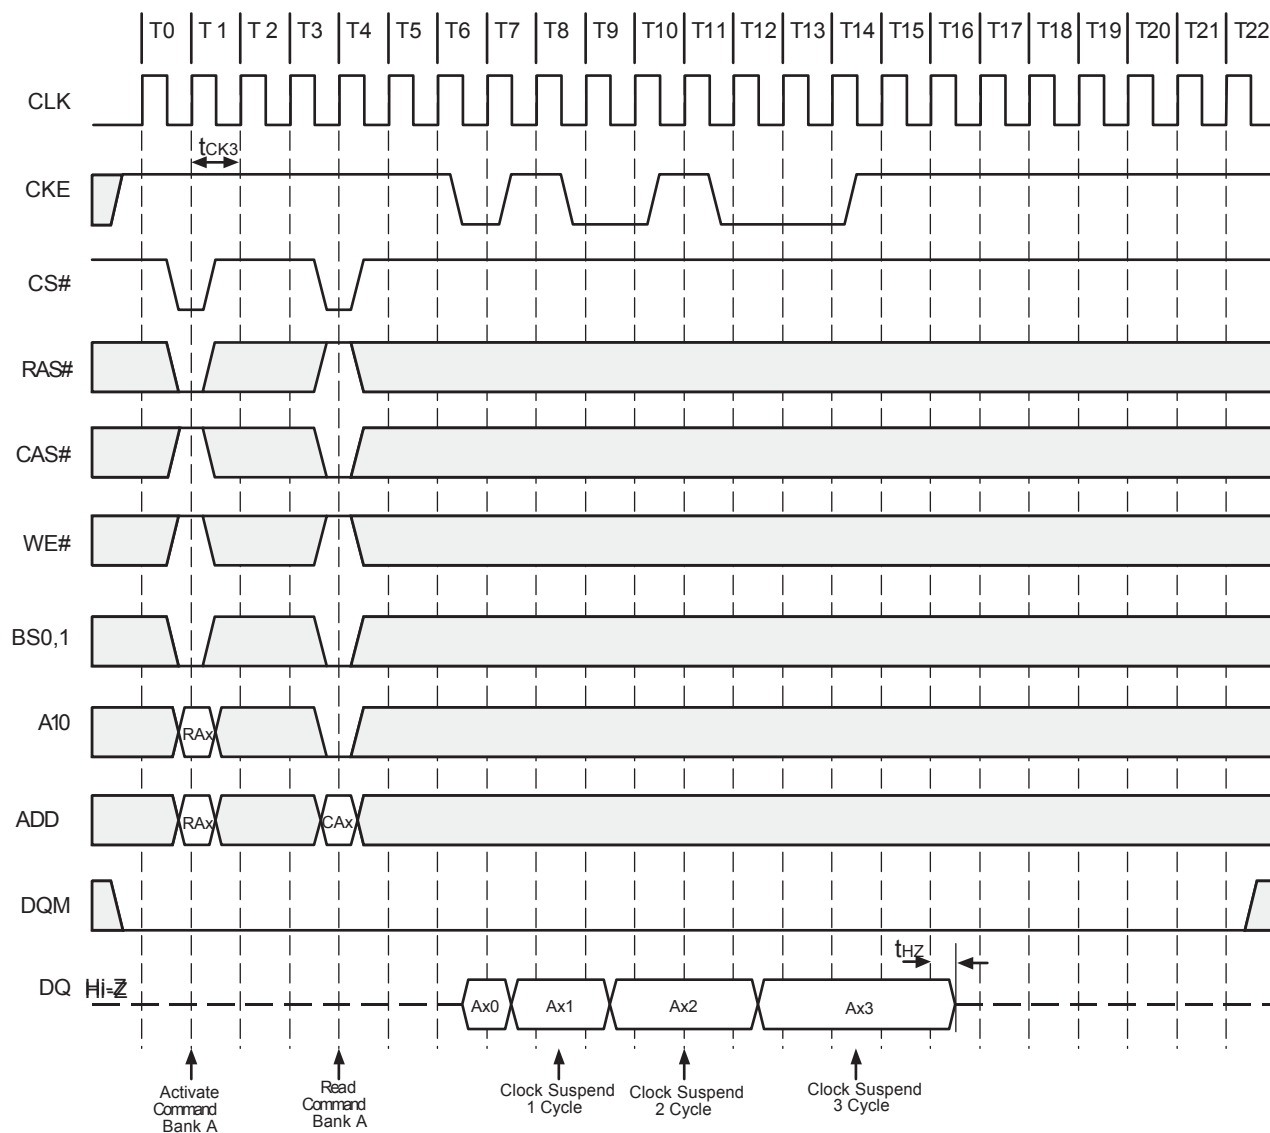 T0 T 1 T 2 T3 T4 T5 T6 T7 T8 T9 T10 T11 T12 T13 T14 T15 T16 T17 T18 T19 T20 T21 T22
CLK
tCK3
CKE
CS#
RAS#
CAS#
WE#
BS0,1
A10
RAx
ADD
RAx CAx
DQM
tHZ
DQ Hi-Z
Ax0 Ax1 Ax2 Ax3
Activate
Command
Bank A
Read
Command
Bank A
Clock Suspend
1 Cycle
Clock Suspend
2 Cycle
Clock Suspend
3 Cycle